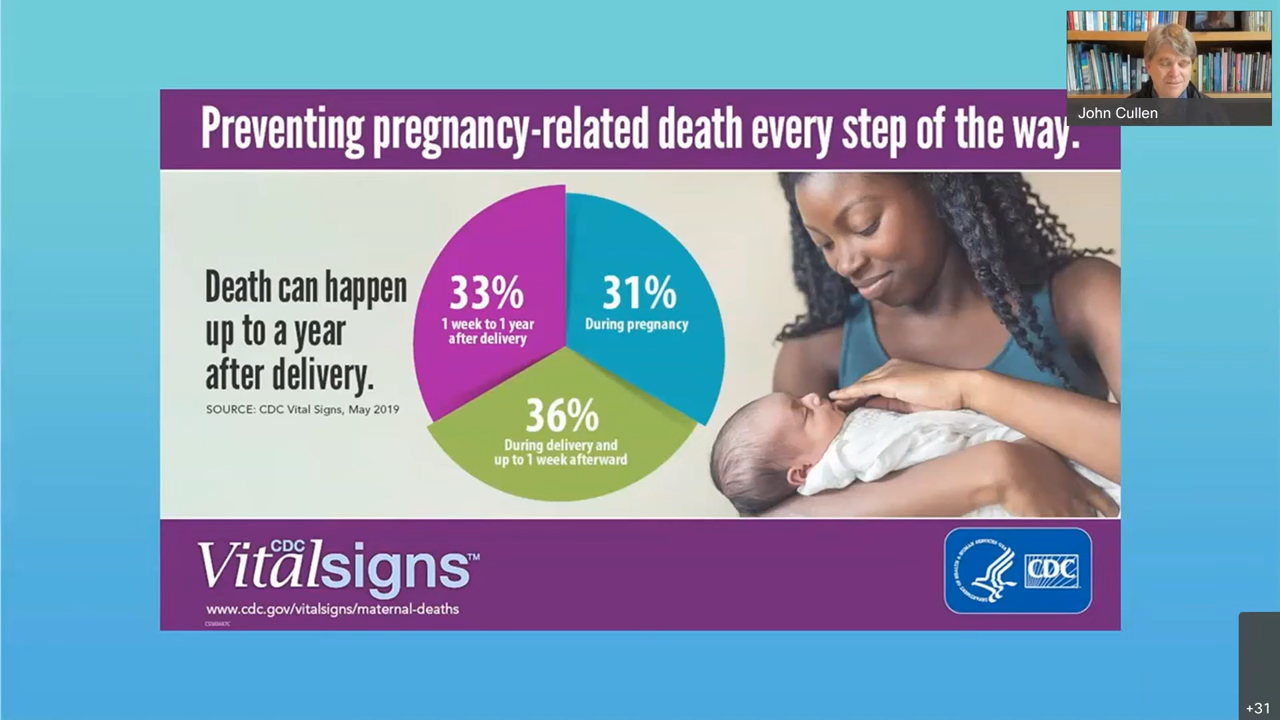 John Cullen
Preventing pregnancy-related death every step of the way.
Death can happen
up to a year
after delivery.
SOURCE: CDC Vital Signs, May 2019
33%
1 week to 1 year
after delivery
31%
During pregnancy
36%
During delivery and
up to 1 week afterward
CDC
Vitalsigns™
www.cdc.gov/vitalsigns/maternal-deaths
CDC
+31